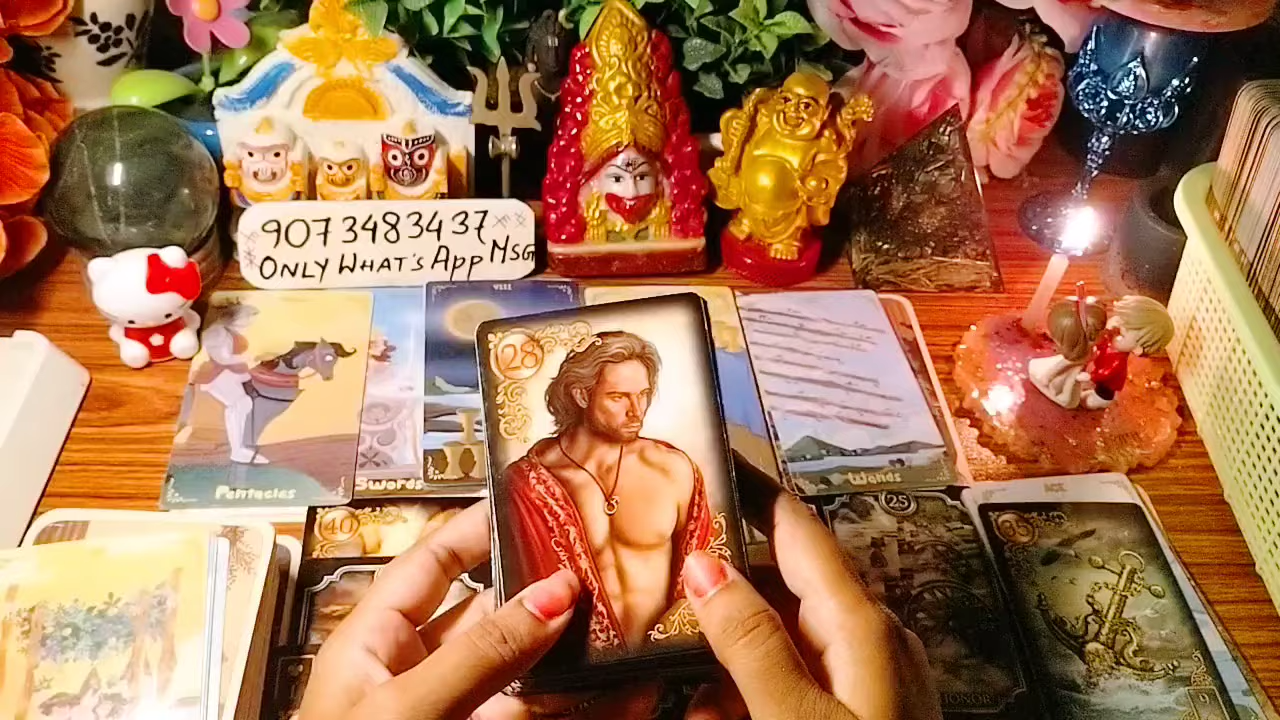 9073483437
ONLY WHAT'S APP MSG
VIII
28
Pentacles
Swords
Wands
40
25